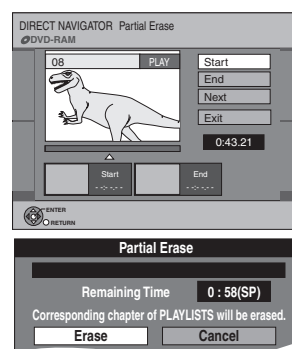 DIRECT NAVIGATOR Partial Erase
DVD-RAM
08 PLAY
Start
End
Next
Exit
0:43.21
Start
--:--.--
End
--:--.--
ENTER
RETURN
Partial Erase
Remaining Time 0 : 58(SP)
Corresponding chapter of PLAYLISTS will be erased.
Erase Cancel